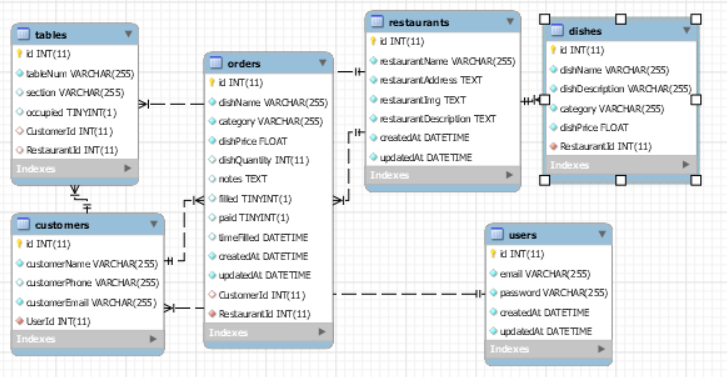 tables
id INT(11)
tableNum VARCHAR(255)
section VARCHAR(255)
occupied TINYINT(1)
CustomerId INT(11)
RestaurantId INT(11)
Indexes
customers
id INT(11)
customerName VARCHAR(255)
customerPhone VARCHAR(255)
customerEmail VARCHAR(255)
UserId INT(11)
Indexes
orders
id INT(11)
dishName VARCHAR(255)
category VARCHAR(255)
dishPrice FLOAT
dishQuantity INT(11)
notes TEXT
filled TINYINT(1)
paid TINYINT(1)
timeFilled DATETIME
createdAt DATETIME
updatedAt DATETIME
CustomerId INT(11)
RestaurantId INT(11)
Indexes
restaurants
id INT(11)
restaurantName VARCHAR(255)
restaurantAddress TEXT
restaurantImg TEXT
restaurantDescription TEXT
createdAt DATETIME
updatedAt DATETIME
Indexes
dishes
id INT(11)
dishName VARCHAR(255)
dishDescription VARCHAR(255)
category VARCHAR(255)
dishPrice FLOAT
RestaurantId INT(11)
Indexes
users
id INT(11)
email VARCHAR(255)
password VARCHAR(255)
createdAt DATETIME
updatedAt DATETIME
Indexes